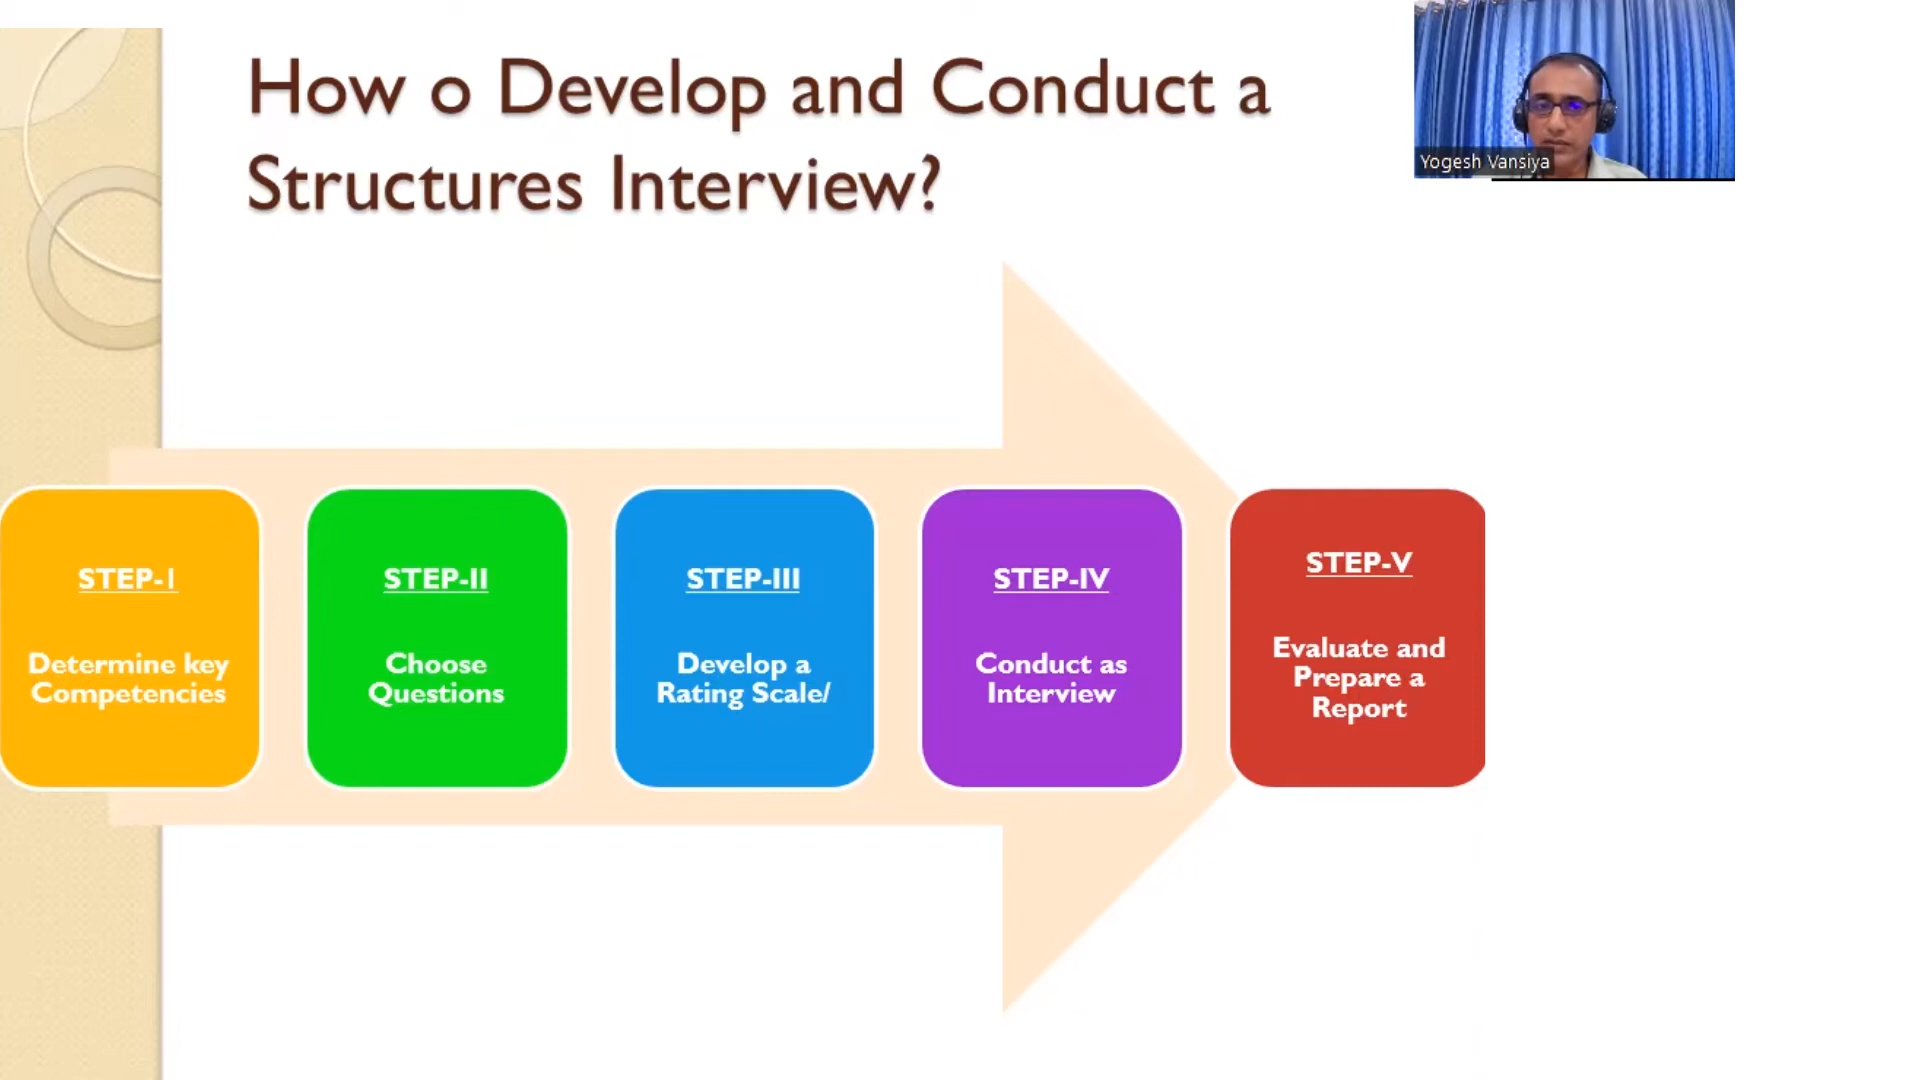 How o Develop and Conduct a
Structures Interview?
Yogesh Vansiya
STEP-I
Determine key
Competencies
STEP-II
Choose
Questions
STEP-III
Develop a
Rating Scale/
STEP-IV
Conduct as
Interview
STEP-V
Evaluate and
Prepare a
Report